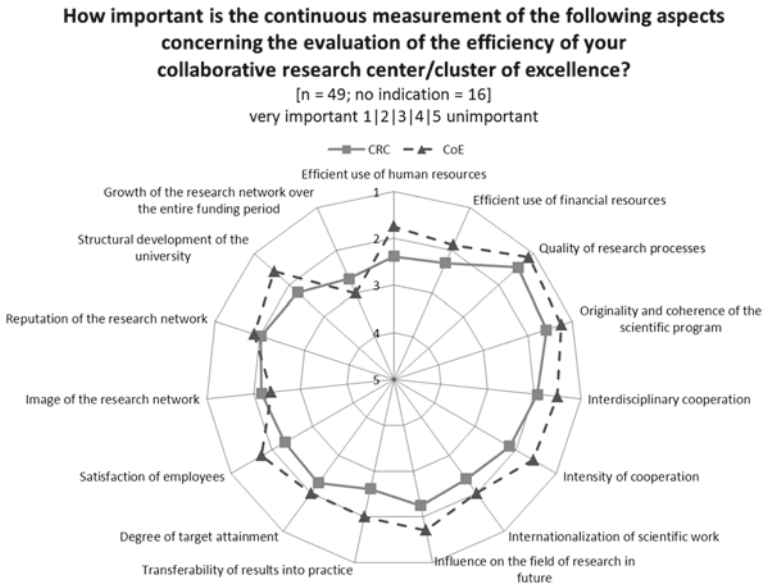 How important is the continuous measurement of the following aspects
concerning the evaluation of the efficiency of your
collaborative research center/cluster of excellence?
[n = 49; no indication = 16]
very important 1|2|3|4|5 unimportant
CRC
CoE
Efficient use of human resources
Efficient use of financial resources
Quality of research processes
Originality and coherence of the
scientific program
Interdisciplinary cooperation
Intensity of cooperation
Internationalization of scientific work
Influence on the field of research in
future
Transferability of results into practice
Degree of target attainment
Satisfaction of employees
Image of the research network
Reputation of the research network
Structural development of the
university
Growth of the research network over
the entire funding period
1
2
3
4
5